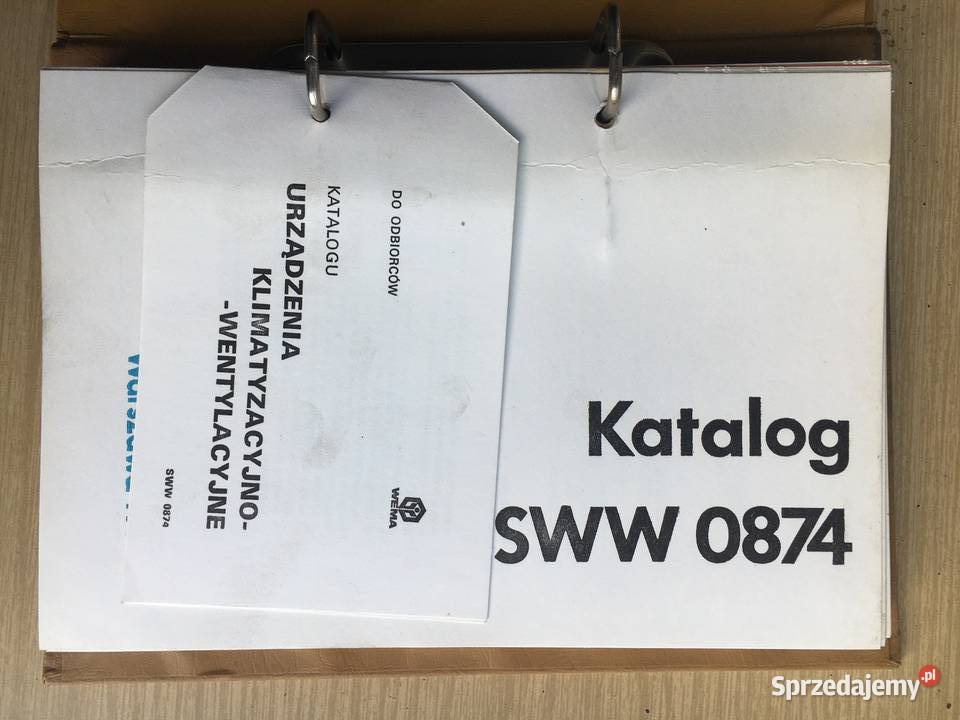 DO ODBIORCÓW
KATALOGU
URZĄDZENIA
KLIMATYZACYJNO-
-WENTYLACYJNE
SWW 0874
WEMA
Katalog
SWW 0874
Sprzedajemy.pl